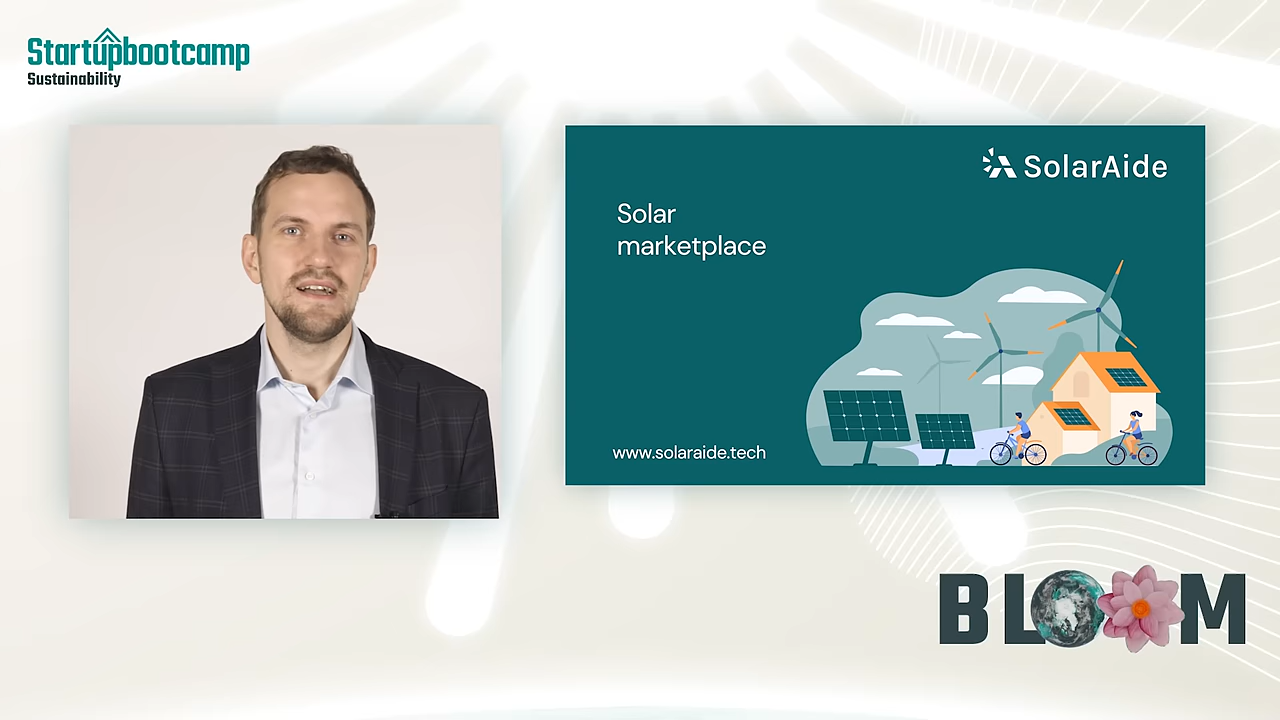 Startupbootcamp
Sustainability
SolarAide
Solar
marketplace
www.solaraide.tech
BLOOM